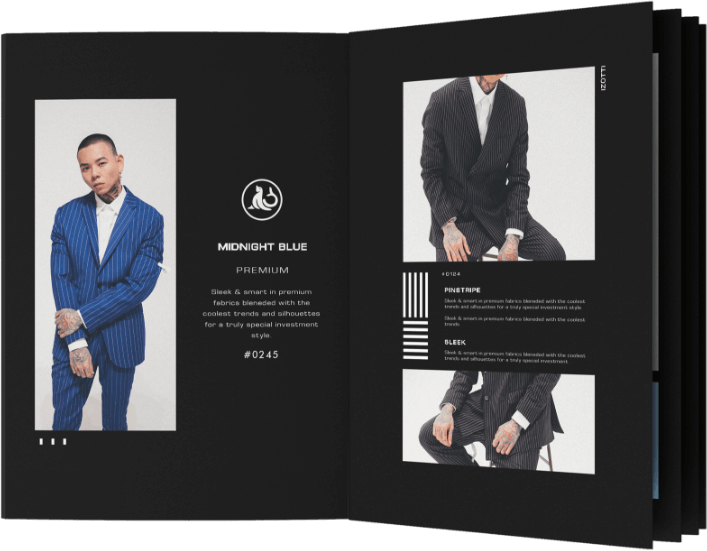 MIDNIGHT BLUE
PREMIUM
Sleek & smart in premium
fabrics bleneded with the
coolest trends and silhouettes
for a truly special investment
style.
#0245
IZOTTI
#0124
PINETRIPE
Sleek & smart in premium fabrics bleneded with the coolest
trends and silhouettes for a truly special investment style.
Sleek & smart in premium fabrics bleneded with the coolest
trends.
SLEEK
Sleek & smart in premium fabrics bleneded with the coolest
trends and silhouettes for a truly special investment style.